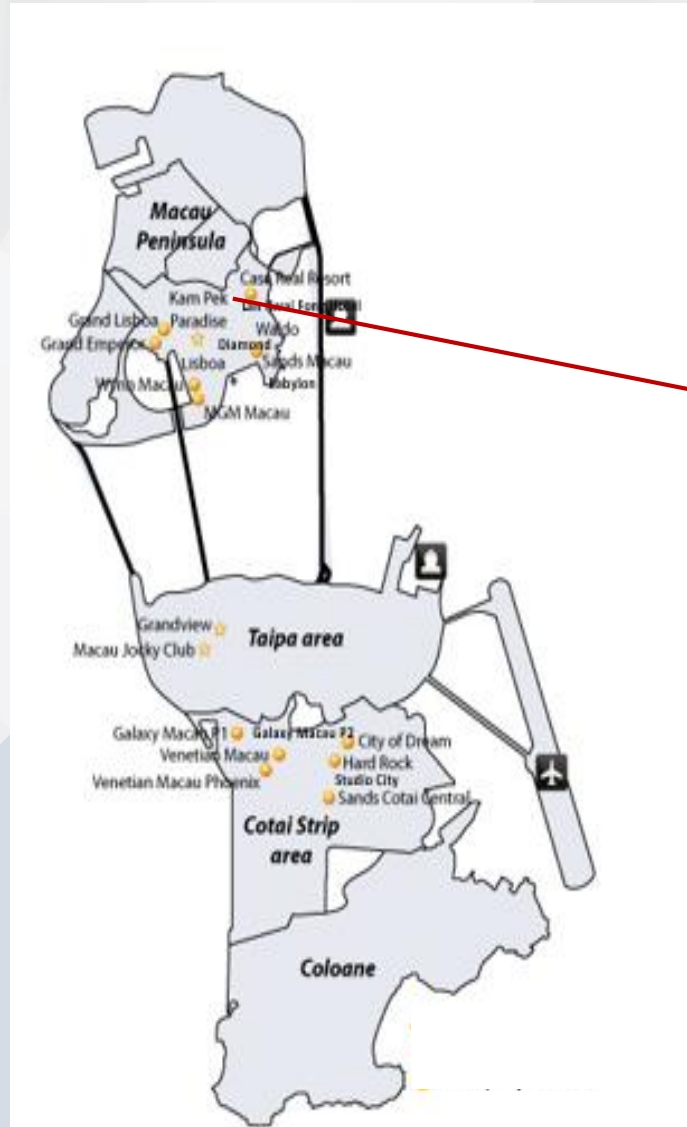 Macau
Peninsula
Casa Real Resort
Kam Pek
Paradise
Grand Lisboa
Waldo
Grand Emperor
Diamond
Lisboa
Sands Macau
Wynn Macau
Babylon
MGM Macau
Grandview
Taipa area
Macau Jocky Club
Galaxy Macau P1
Galaxy Macau P2
City of Dream
Venetian Macau
Hard Rock
Venetian Macau Phoenix
Studio City
Sands Cotai Central
Cotai Strip
area
Coloane